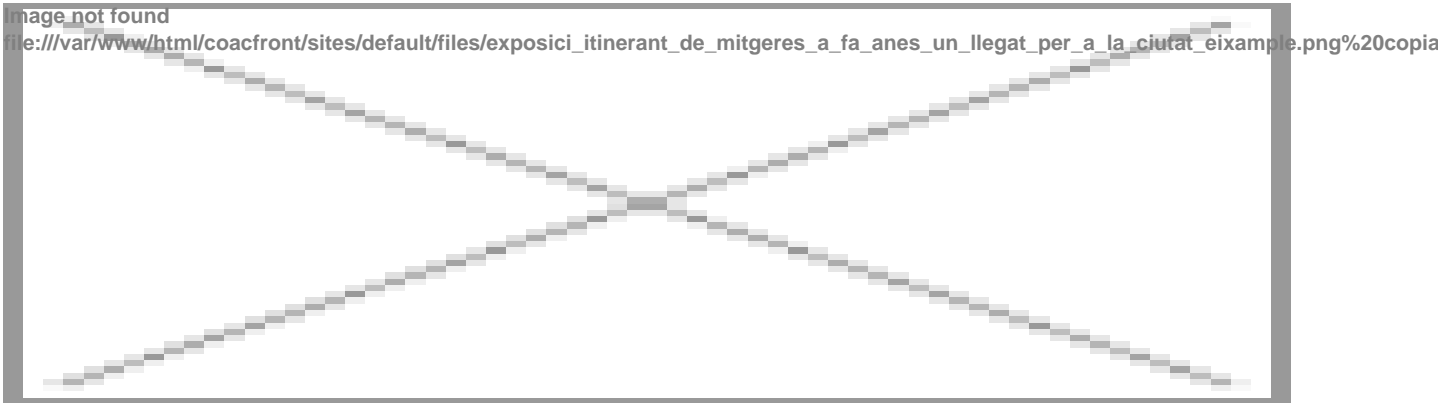 Image not found
file:///var/www/html/coacfront/sites/default/files/exposici_itinerant_de_mitgeres_a_fa_anes_un_llegat_per_a_la_ciutat_eixample.png%20copia